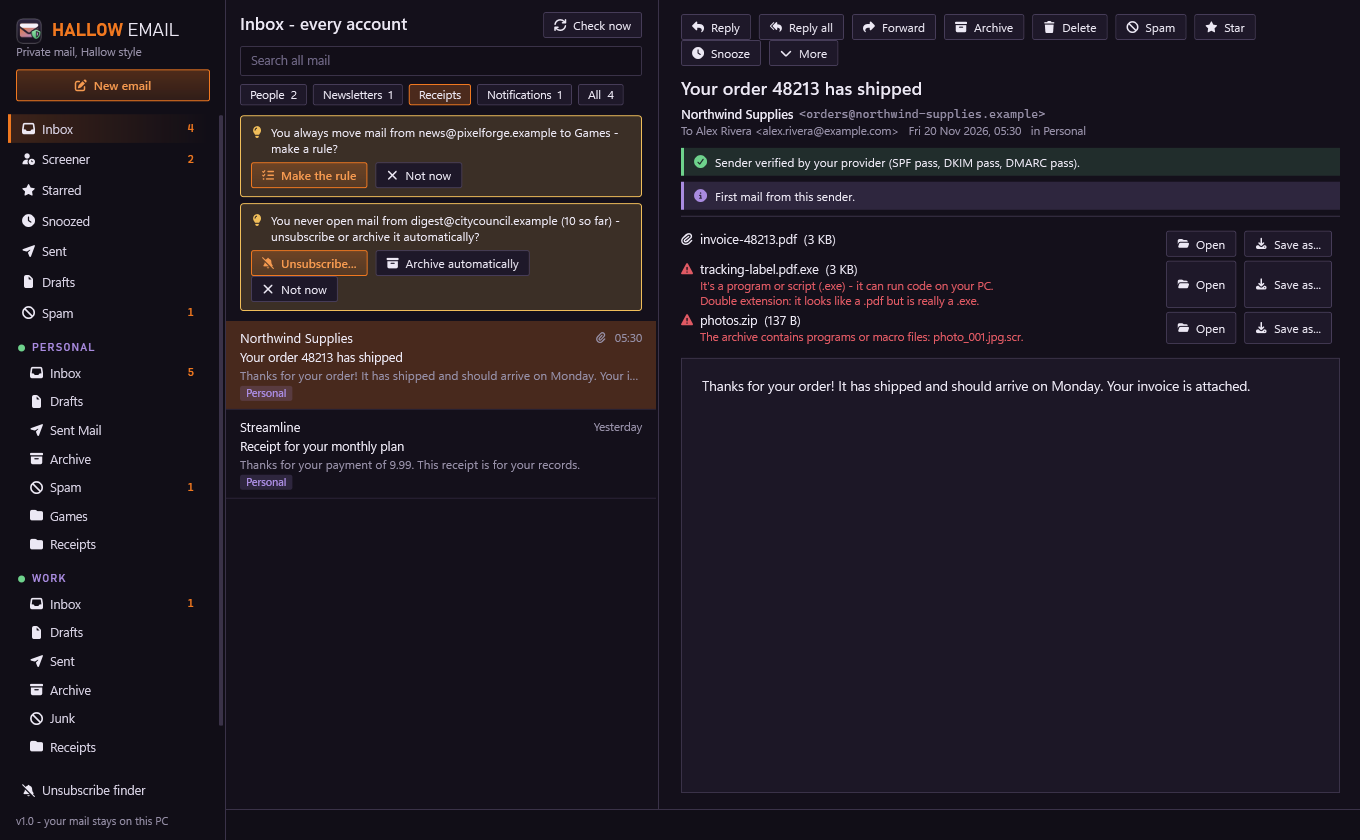 HALLOW EMAIL
Private mail, Hallow style
New email
Inbox 4
Screener 2
Starred
Snoozed
Sent
Drafts
Spam 1
PERSONAL
Inbox 5
Drafts
Sent Mail
Archive
Spam 1
Games
Receipts
WORK
Inbox 1
Drafts
Sent
Archive
Junk
Receipts
Unsubscribe finder
v1.0 - your mail stays on this PC
Inbox - every account
Check now
Search all mail
People 2 Newsletters 1 Receipts Notifications 1 All 4
You always move mail from news@pixelforge.example to Games -
make a rule?
Make the rule Not now
You never open mail from digest@citycouncil.example (10 so far) -
unsubscribe or archive it automatically?
Unsubscribe... Archive automatically
Not now
Northwind Supplies 05:30
Your order 48213 has shipped
Thanks for your order! It has shipped and should arrive on Monday. Your i...
Personal
Streamline Yesterday
Receipt for your monthly plan
Thanks for your payment of 9.99. This receipt is for your records.
Personal
Reply Reply all Forward Archive Delete Spam Star
Snooze More
Your order 48213 has shipped
Northwind Supplies <orders@northwind-supplies.example>
To Alex Rivera <alex.rivera@example.com> Fri 20 Nov 2026, 05:30 in Personal
Sender verified by your provider (SPF pass, DKIM pass, DMARC pass).
First mail from this sender.
invoice-48213.pdf (3 KB) Open Save as...
tracking-label.pdf.exe (3 KB) Open Save as...
It's a program or script (.exe) - it can run code on your PC.
Double extension: it looks like a .pdf but is really a .exe.
photos.zip (137 B) Open Save as...
The archive contains programs or macro files: photo_001.jpg.scr.
Thanks for your order! It has shipped and should arrive on Monday. Your invoice is attached.